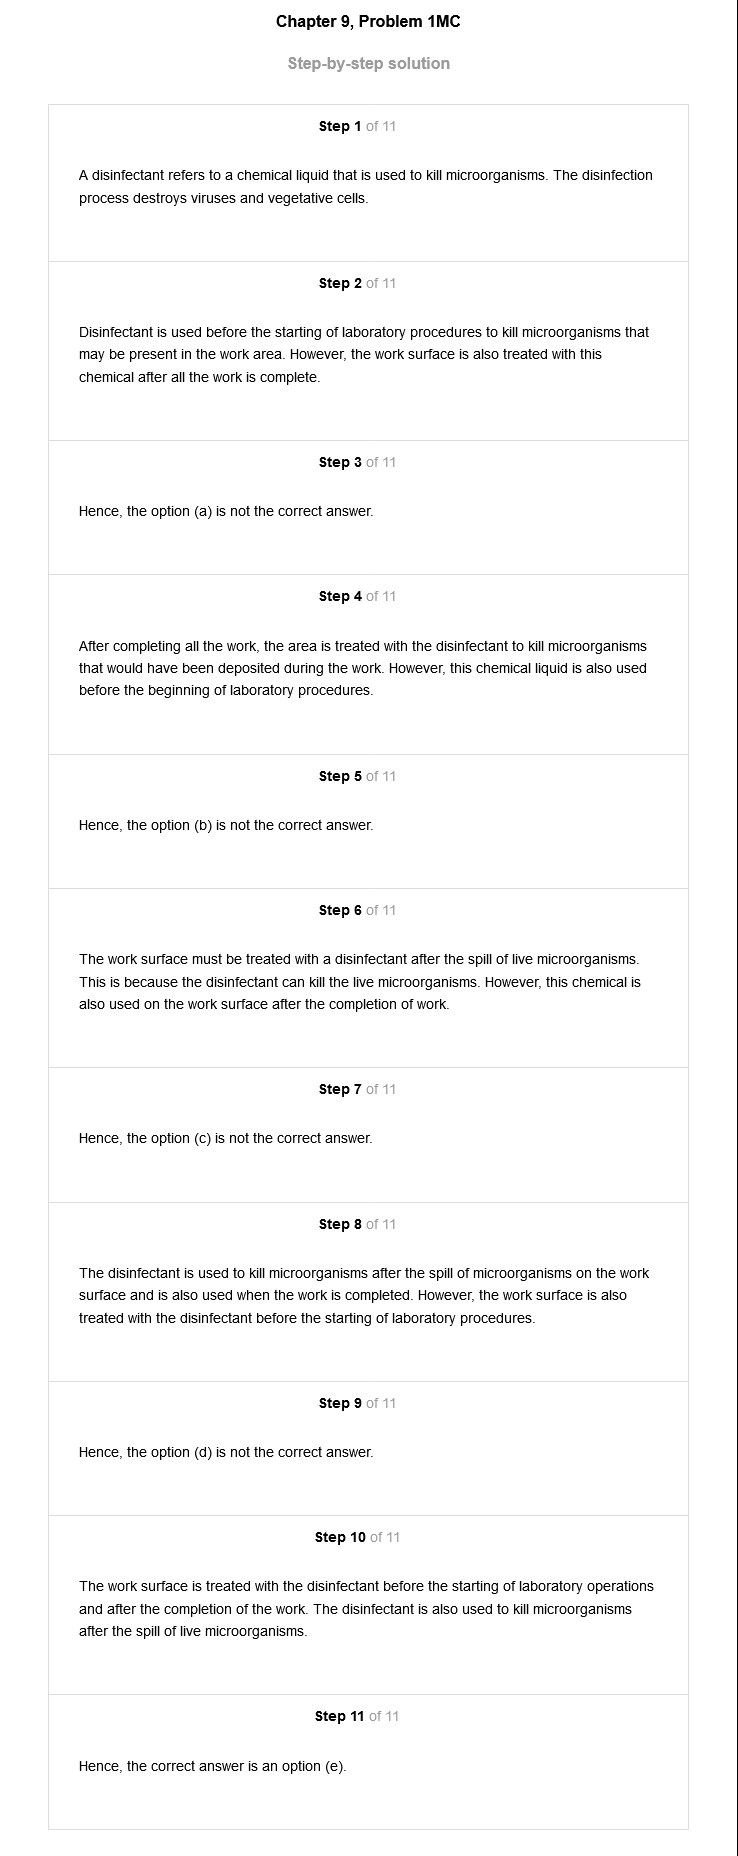 Chapter 9, Problem 1MC
Step-by-step solution
Step 1 of 11
A disinfectant refers to a chemical liquid that is used to kill microorganisms. The disinfection
process destroys viruses and vegetative cells.
Step 2 of 11
Disinfectant is used before the starting of laboratory procedures to kill microorganisms that
may be present in the work area. However, the work surface is also treated with this
chemical after all the work is complete.
Step 3 of 11
Hence, the option (a) is not the correct answer.
Step 4 of 11
After completing all the work, the area is treated with the disinfectant to kill microorganisms
that would have been deposited during the work. However, this chemical liquid is also used
before the beginning of laboratory procedures.
Step 5 of 11
Hence, the option (b) is not the correct answer.
Step 6 of 11
The work surface must be treated with a disinfectant after the spill of live microorganisms.
This is because the disinfectant can kill the live microorganisms. However, this chemical is
also used on the work surface after the completion of work.
Step 7 of 11
Hence, the option (c) is not the correct answer.
Step 8 of 11
The disinfectant is used to kill microorganisms after the spill of microorganisms on the work
surface and is also used when the work is completed. However, the work surface is also
treated with the disinfectant before the starting of laboratory procedures.
Step 9 of 11
Hence, the option (d) is not the correct answer.
Step 10 of 11
The work surface is treated with the disinfectant before the starting of laboratory operations
and after the completion of the work. The disinfectant is also used to kill microorganisms
after the spill of live microorganisms.
Step 11 of 11
Hence, the correct answer is an option (e).